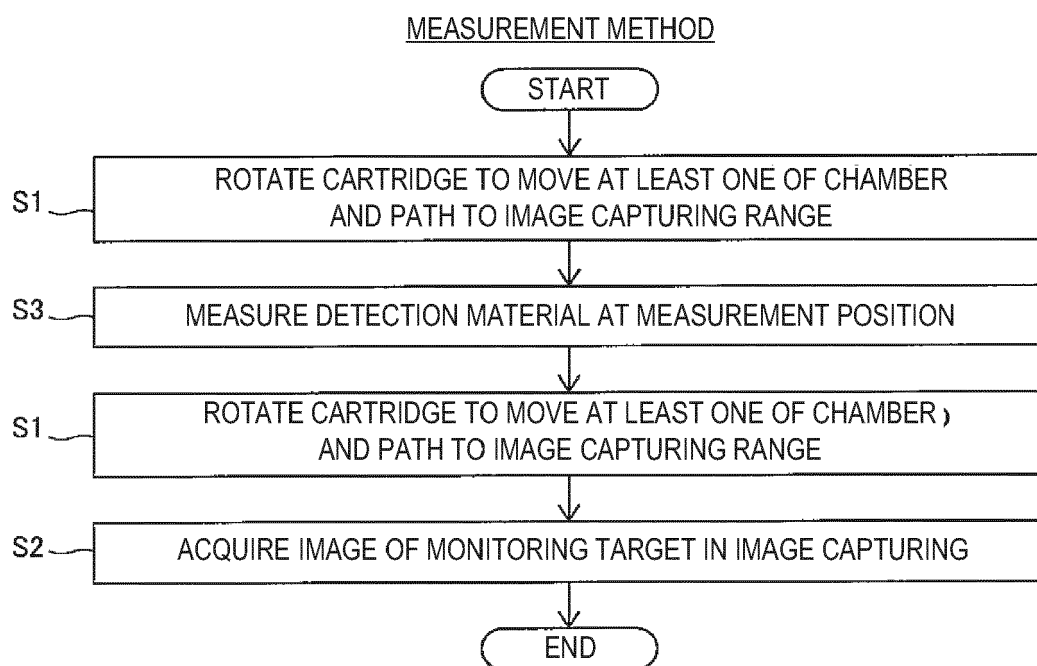 MEASUREMENT METHOD
START
S1
ROTATE CARTRIDGE TO MOVE AT LEAST ONE OF CHAMBER
AND PATH TO IMAGE CAPTURING RANGE
S3
MEASURE DETECTION MATERIAL AT MEASUREMENT POSITION
S1
ROTATE CARTRIDGE TO MOVE AT LEAST ONE OF CHAMBER)
AND PATH TO IMAGE CAPTURING RANGE
S2
ACQUIRE IMAGE OF MONITORING TARGET IN IMAGE CAPTURING
END